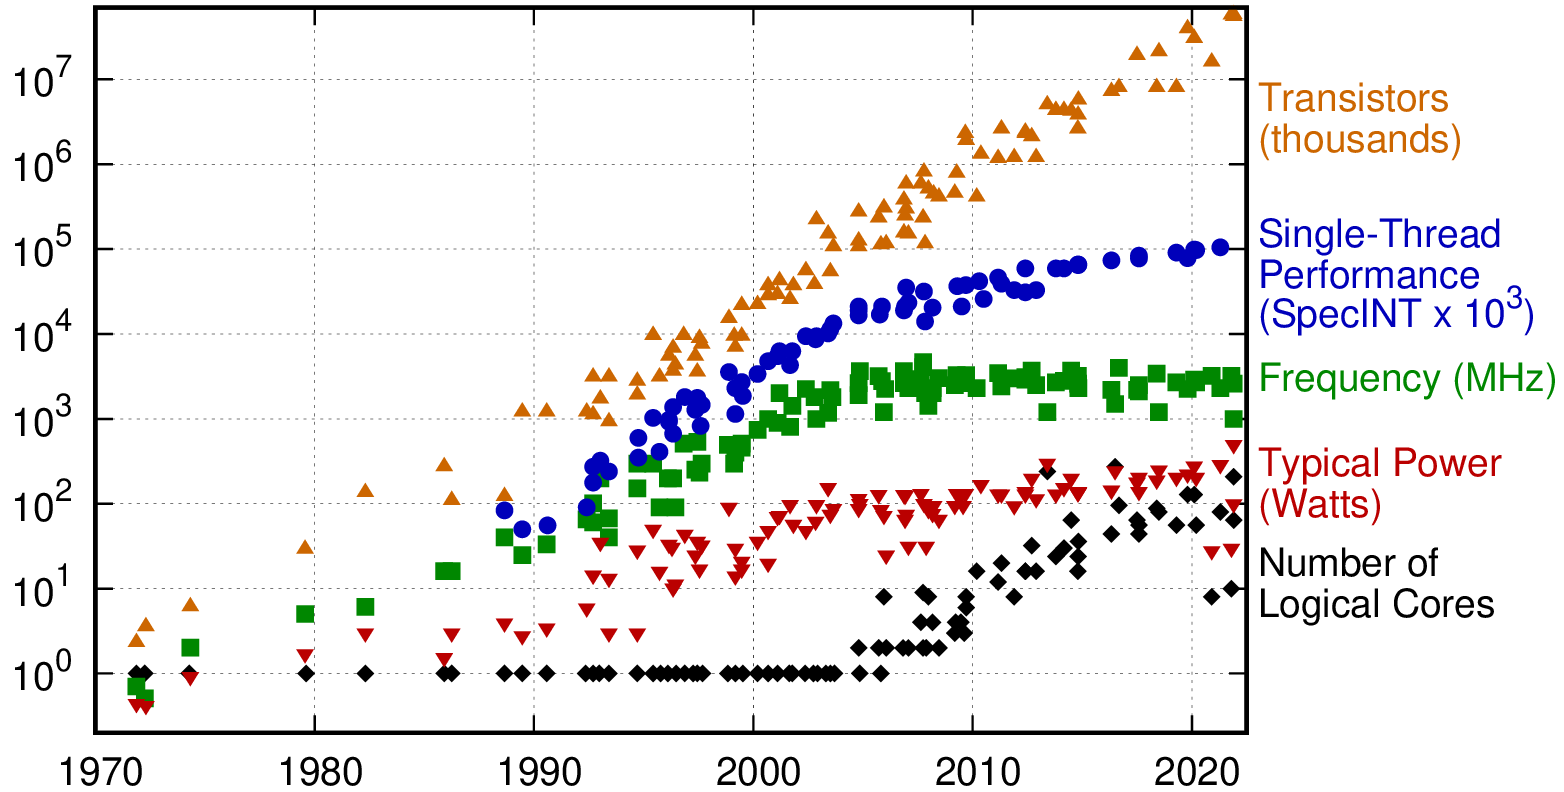 10^7
10^6
10^5
10^4
10^3
10^2
10^1
10^0
1970 1980 1990 2000 2010 2020
Transistors
(thousands)
Single-Thread
Performance
(SpecINT x 10^3)
Frequency (MHz)
Typical Power
(Watts)
Number of
Logical Cores